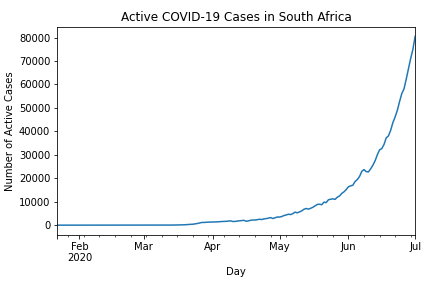 Active COVID-19 Cases in South Africa
Number of Active Cases
80000
70000
60000
50000
40000
30000
20000
10000
0
Feb Mar Apr May Jun Jul
2020
Day